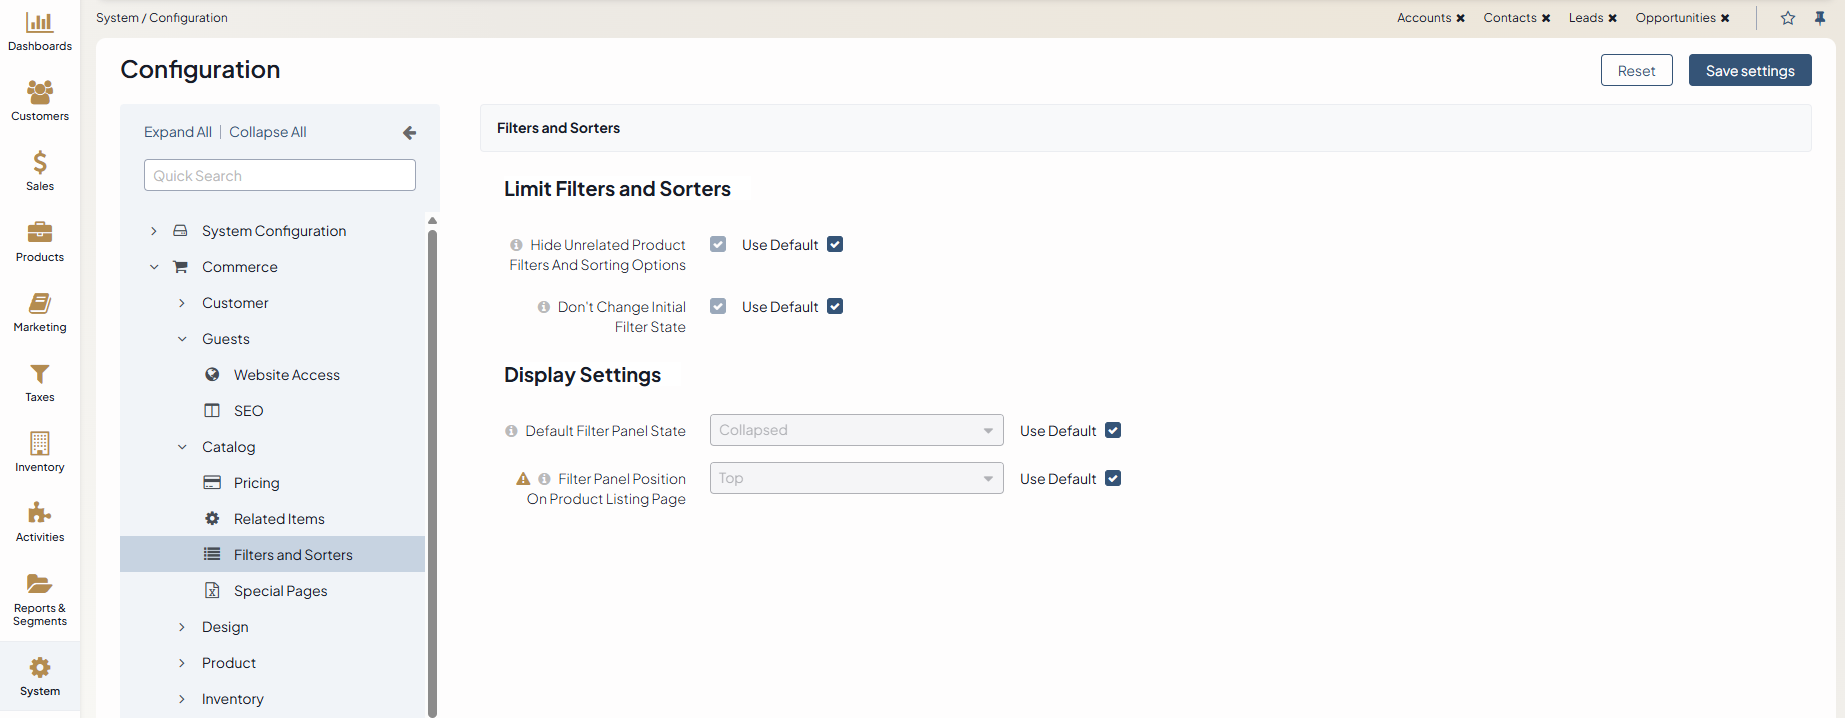 System / Configuration
Accounts ✖ Contacts ✖ Leads ✖ Opportunities ✖
Configuration
Reset
Save settings
Dashboards
Customers
Sales
Products
Marketing
Taxes
Inventory
Activities
Reports &
Segments
System
Expand All | Collapse All
Quick Search
System Configuration
Commerce
Customer
Guests
Website Access
SEO
Catalog
Pricing
Related Items
Filters and Sorters
Special Pages
Design
Product
Inventory
Filters and Sorters
Limit Filters and Sorters
Hide Unrelated Product
Filters And Sorting Options
Use Default
Don't Change Initial
Filter State
Use Default
Display Settings
Default Filter Panel State
Collapsed
Use Default
Filter Panel Position
On Product Listing Page
Top
Use Default